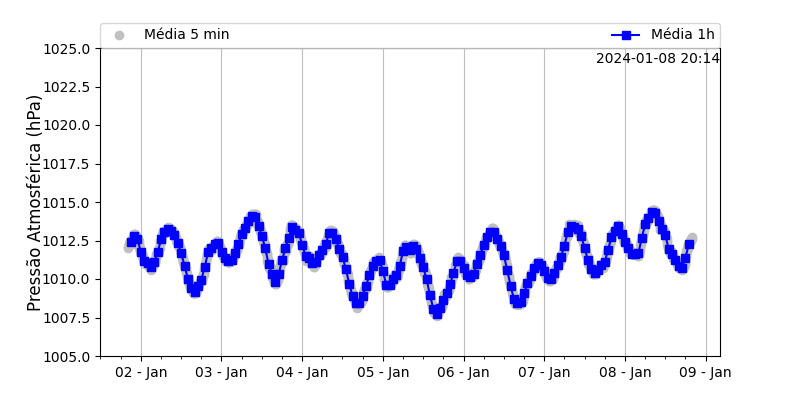 Média 5 min
Média 1h
2024-01-08 20:14
Pressão Atmosférica (hPa)
1025.0
1022.5
1020.0
1017.5
1015.0
1012.5
1010.0
1007.5
1005.0
02 - Jan
03 - Jan
04 - Jan
05 - Jan
06 - Jan
07 - Jan
08 - Jan
09 - Jan